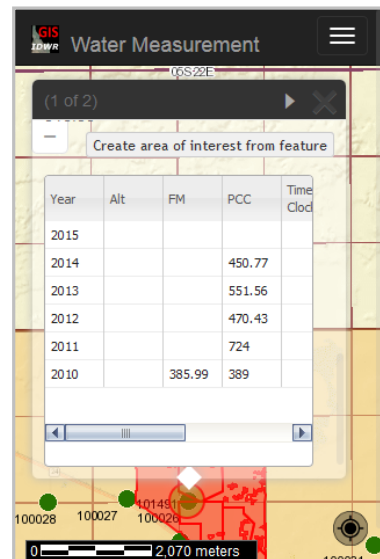 GIS
IDWR
Water Measurement
06S22E
(1 of 2)
Create area of interest from feature
Year Alt FM PCC Time Clock
2015
2014 450.77
2013 551.56
2012 470.43
2011 724
2010 385.99 389
101491
100028 100027 100026
0 2,070 meters